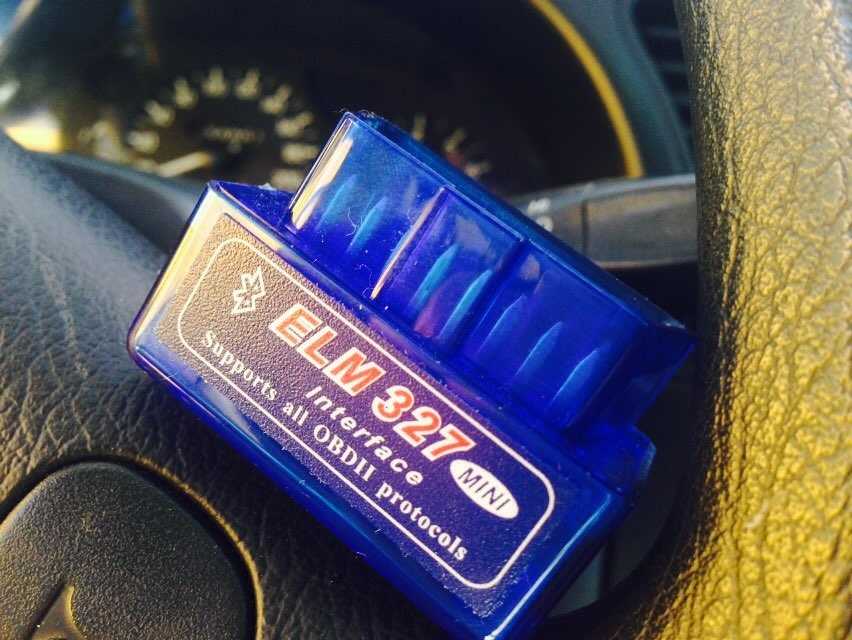 ELM 327
Interface
MINI
Supports all OBDII protocols